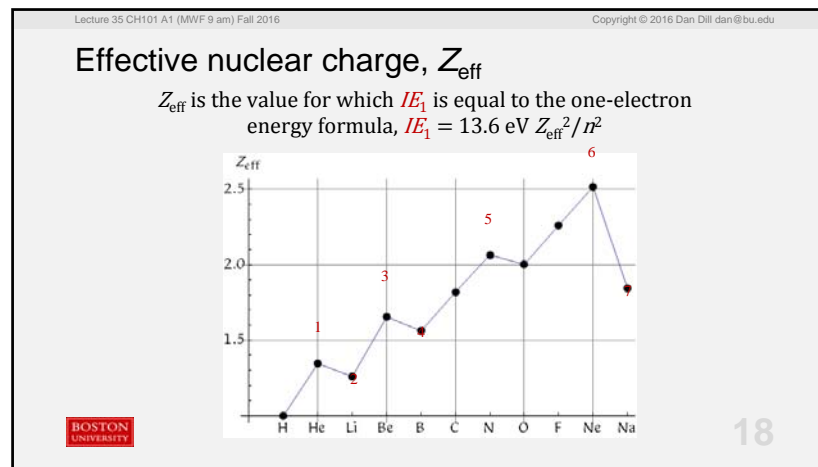 Lecture 35 CH101 A1 (MWF 9 am) Fall 2016
Copyright © 2016 Dan Dill dan@bu.edu
Effective nuclear charge, Zeff
Zeff is the value for which IE1 is equal to the one-electron
energy formula, IE1 = 13.6 eV Zeff²/n²
6
Zeff
2.5
5
2.0
3
7
1
4
1.5
2
H He Li Be B C N O F Ne Na
BOSTON
UNIVERSITY
18